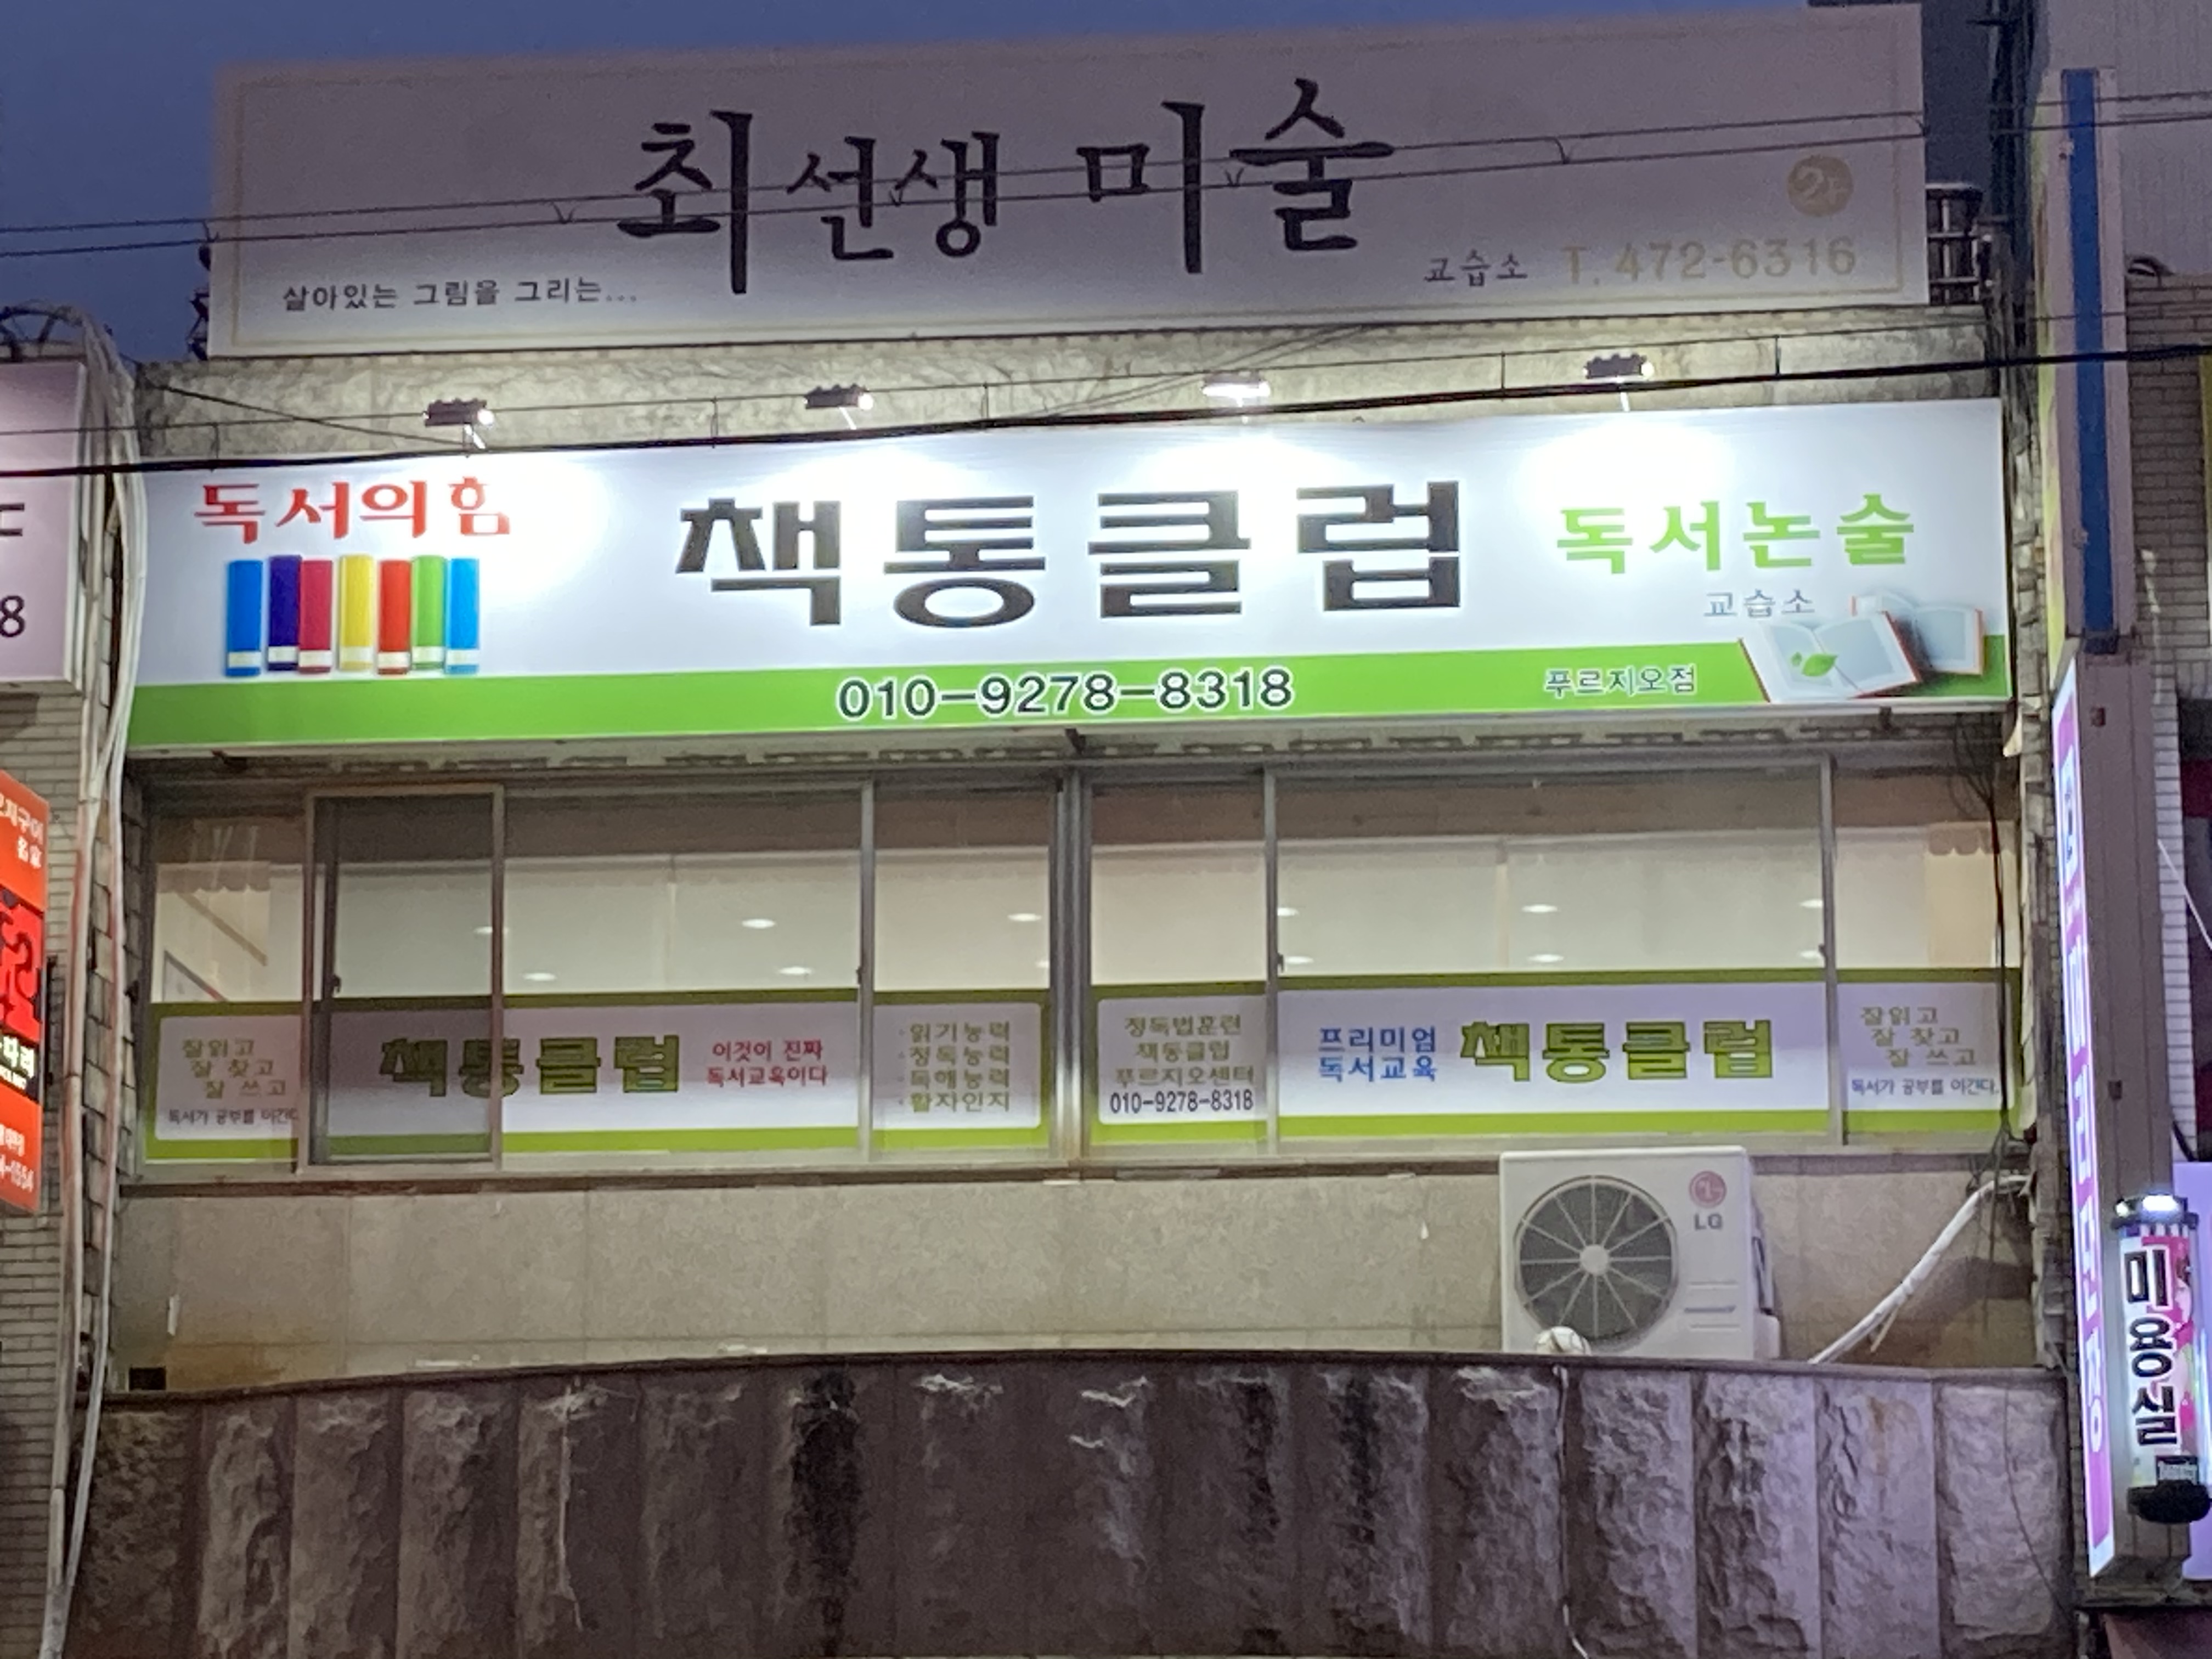 최선생 미술
2F
살아있는 그림을 그리는...
교습소 T. 472-6316
독서의힘
책통클럽
독서논술
교습소
010-9278-8318
푸르지오점
잘읽고
잘 찾고
잘 쓰고
독서가 공부를 이긴다
책통클럽
이것이 진짜
독서교육이다
·읽기능력
·정독능력
·독해능력
·활자인지
정독법훈련
책통클럽
푸르지오센터
010-9278-8318
프리미엄
독서교육
책통클럽
잘읽고
잘 찾고
잘 쓰고
독서가 공부를 이긴다.
LG
미용실
Beauty
8